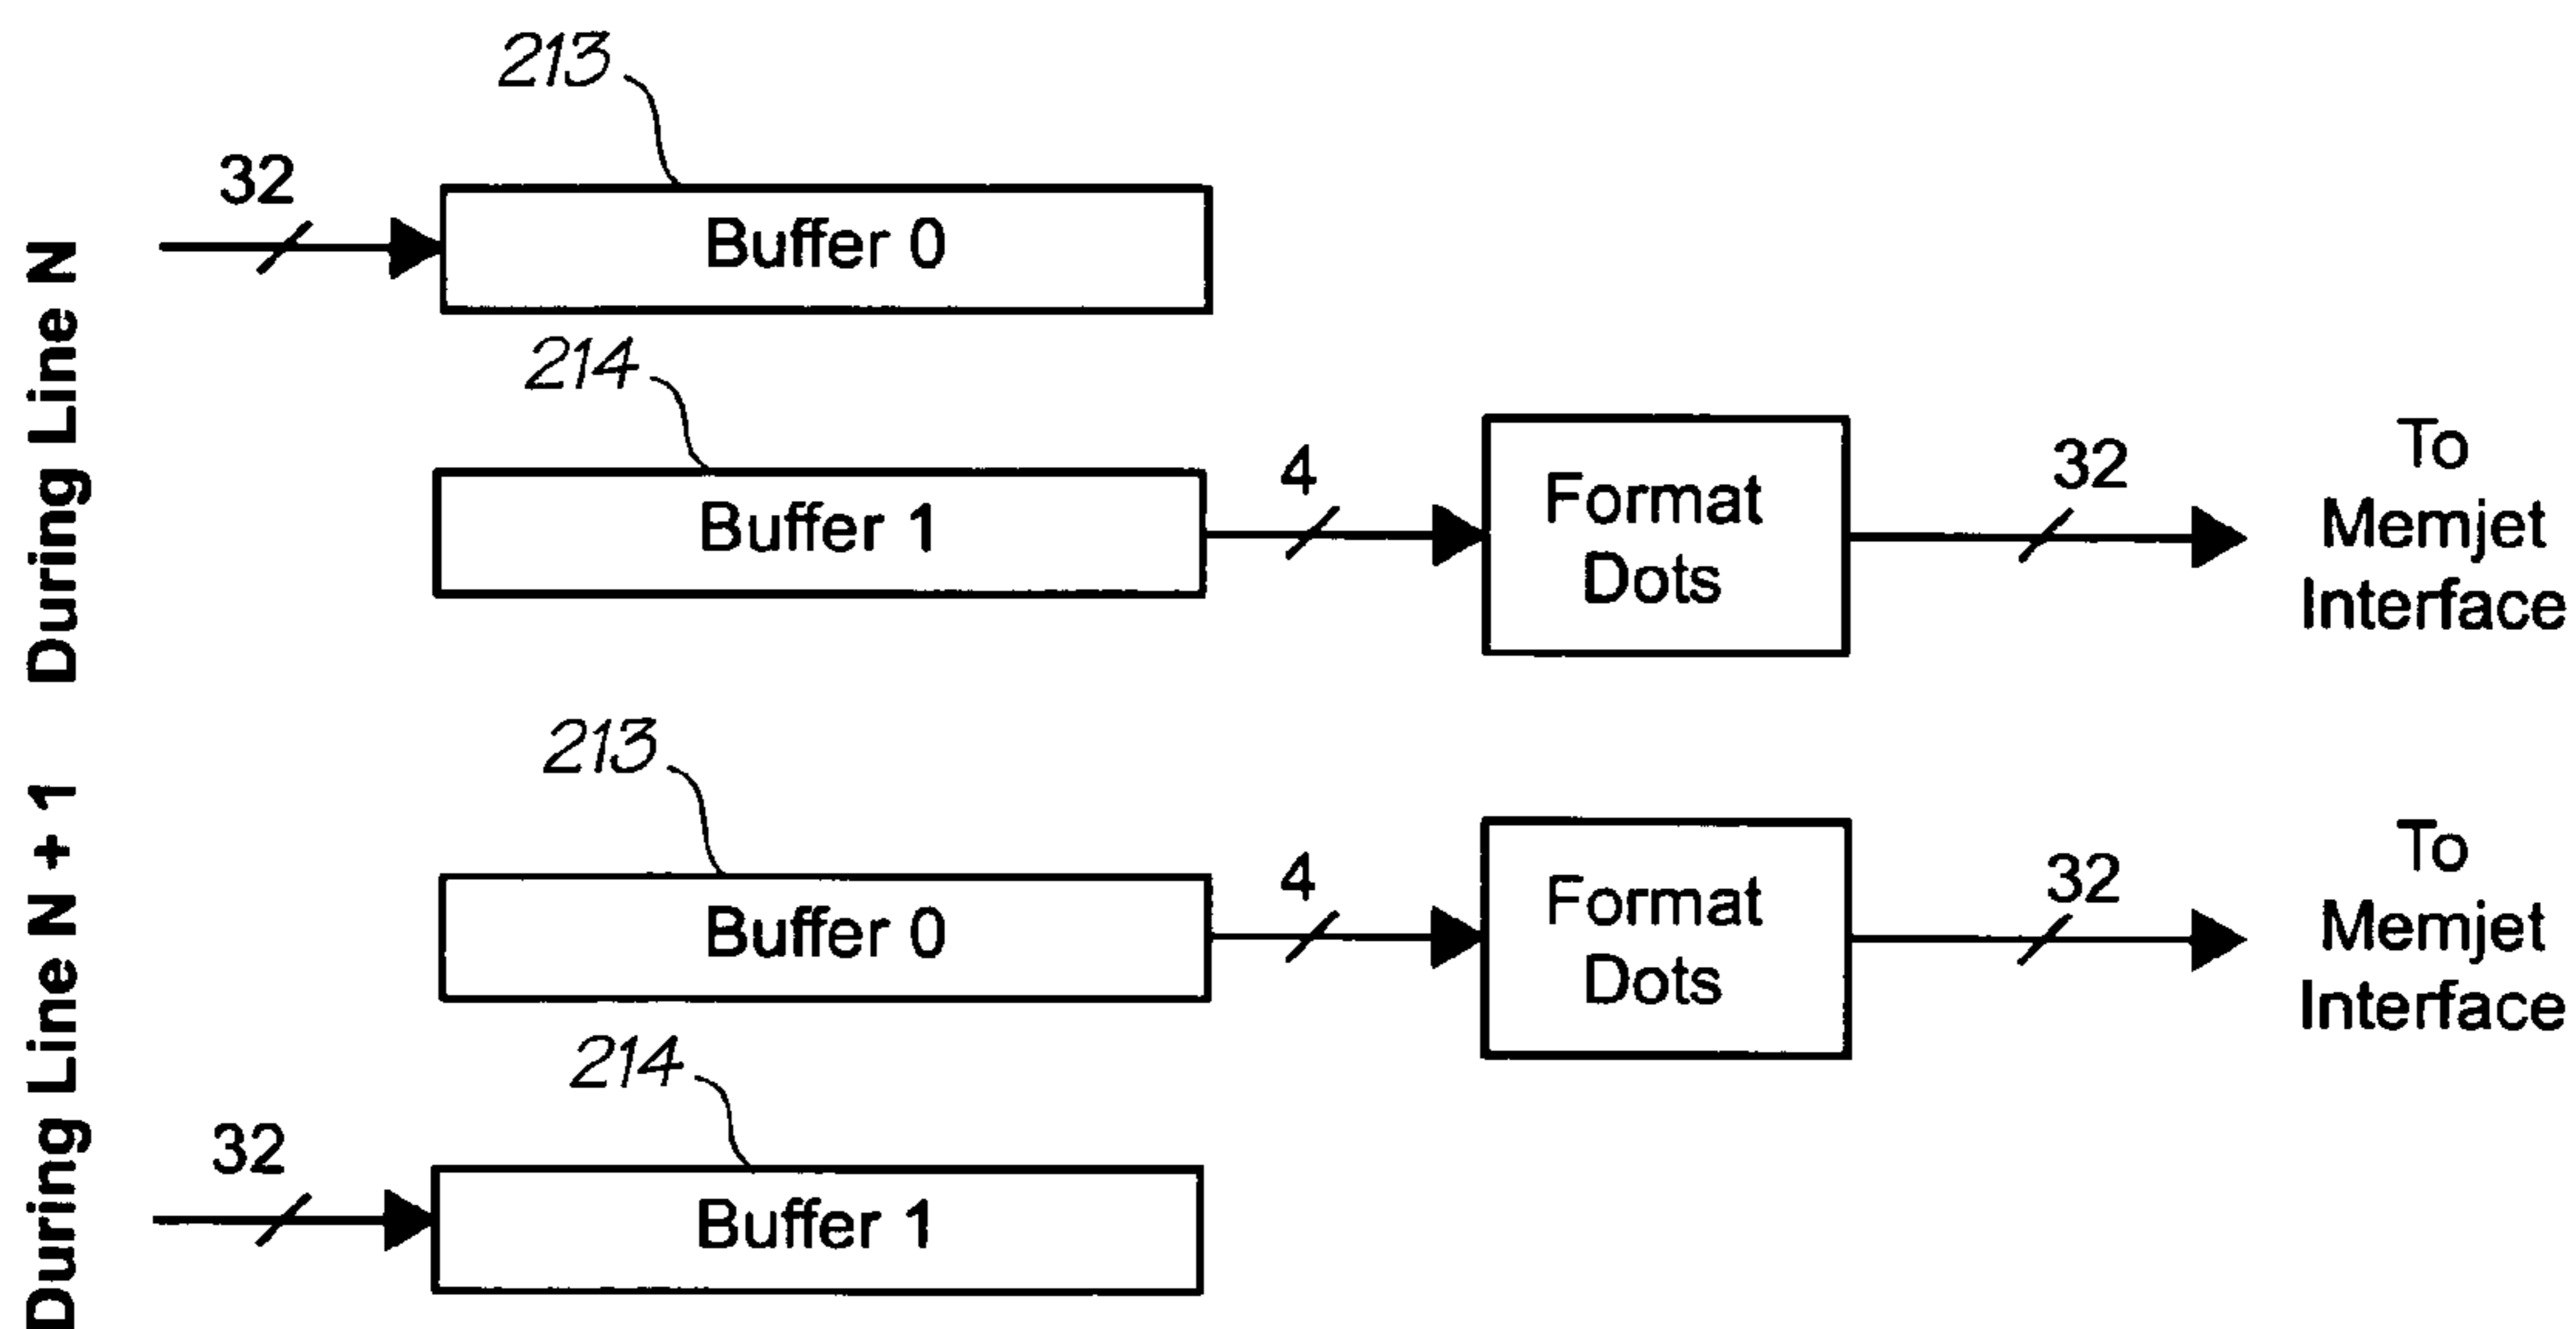 During Line N
213
32
Buffer 0
214
Buffer 1
4
Format
Dots
32
To
Memjet
Interface
During Line N + 1
213
Buffer 0
4
Format
Dots
32
To
Memjet
Interface
214
32
Buffer 1